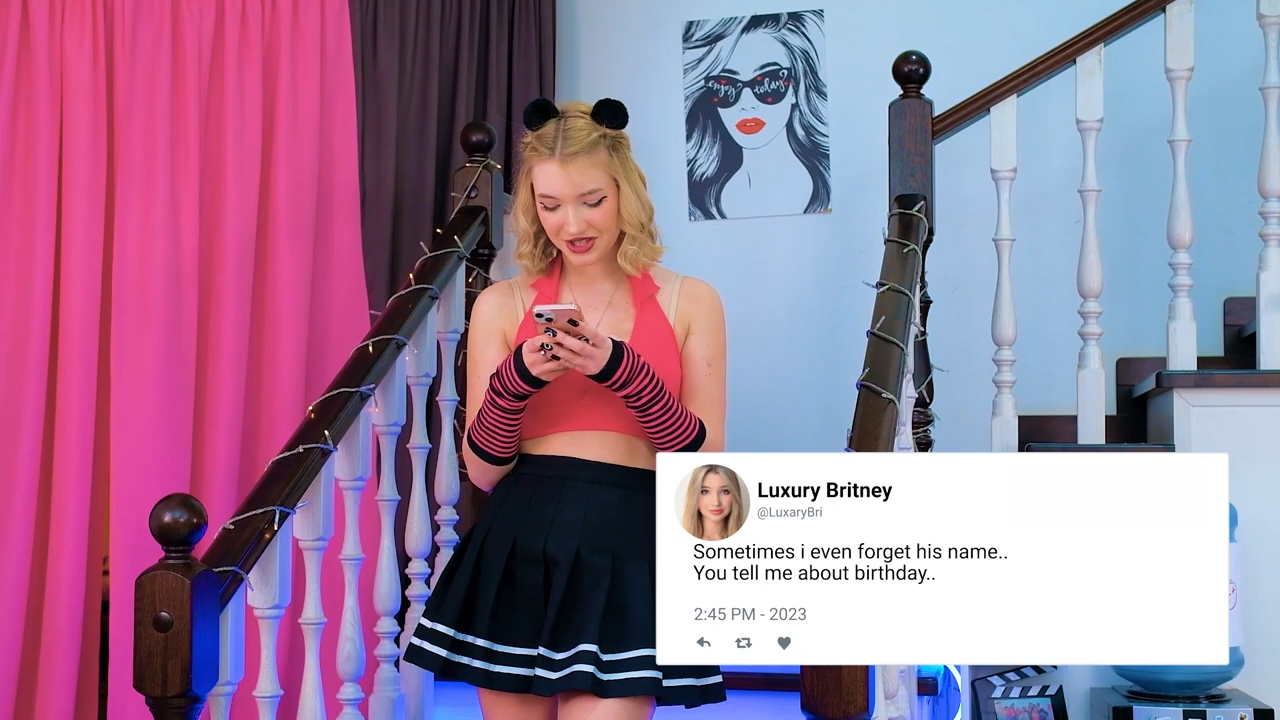 enjoy today?
Luxury Britney
@LuxaryBri
Sometimes i even forget his name..
You tell me about birthday..
2:45 PM - 2023